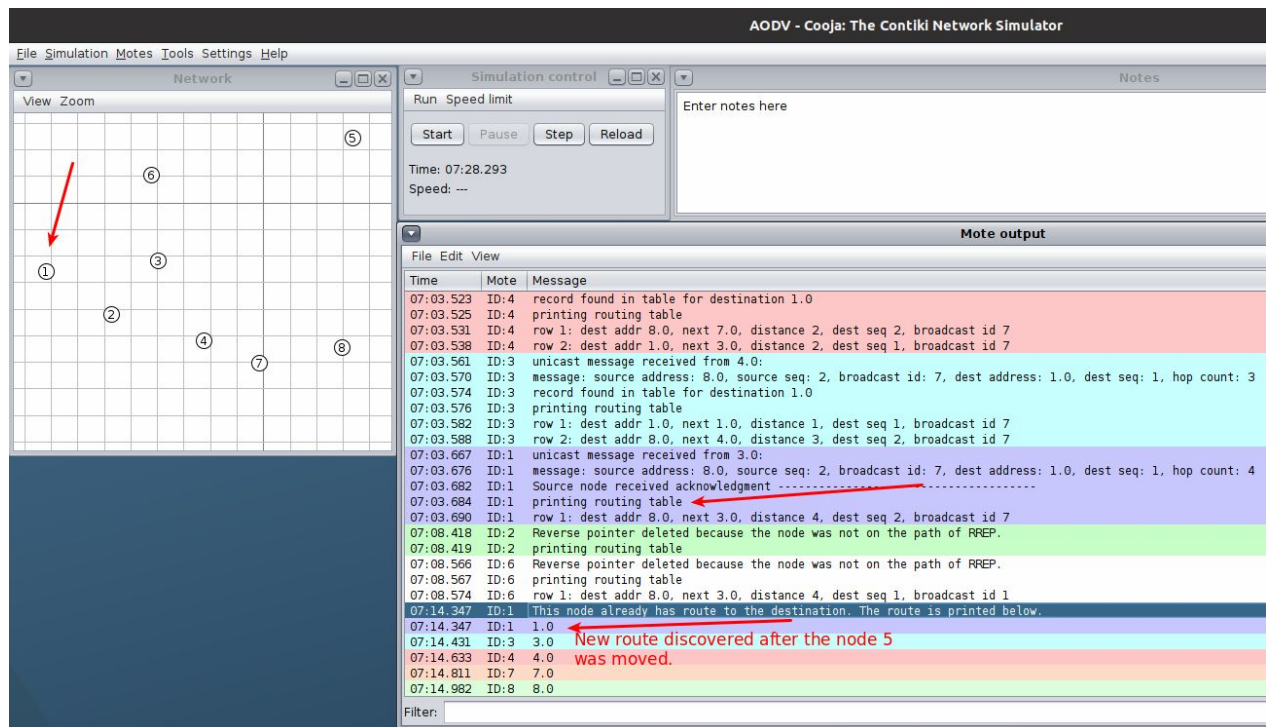 AODV - Cooja: The Contiki Network Simulator
File Simulation Motes Tools Settings Help
Network
View Zoom
5
6
3
1
2
4
8
7
Simulation control
Run Speed limit
Start Pause Step Reload
Time: 07:28.293
Speed: ---
Notes
Enter notes here
Mote output
File Edit View
Time Mote Message
07:03.523 ID:4 record found in table for destination 1.0
07:03.525 ID:4 printing routing table
07:03.531 ID:4 row 1: dest addr 8.0, next 7.0, distance 2, dest seq 2, broadcast id 7
07:03.538 ID:4 row 2: dest addr 1.0, next 3.0, distance 2, dest seq 1, broadcast id 7
07:03.561 ID:3 unicast message received from 4.0:
07:03.570 ID:3 message: source address: 8.0, source seq: 2, broadcast id: 7, dest address: 1.0, dest seq: 1, hop count: 3
07:03.574 ID:3 record found in table for destination 1.0
07:03.576 ID:3 printing routing table
07:03.582 ID:3 row 1: dest addr 1.0, next 1.0, distance 1, dest seq 1, broadcast id 7
07:03.588 ID:3 row 2: dest addr 8.0, next 4.0, distance 3, dest seq 2, broadcast id 7
07:03.667 ID:1 unicast message received from 3.0:
07:03.676 ID:1 message: source address: 8.0, source seq: 2, broadcast id: 7, dest address: 1.0, dest seq: 1, hop count: 4
07:03.682 ID:1 Source node received acknowledgment --------------------------------------
07:03.684 ID:1 printing routing table
07:03.690 ID:1 row 1: dest addr 8.0, next 3.0, distance 4, dest seq 2, broadcast id 7
07:08.418 ID:2 Reverse pointer deleted because the node was not on the path of RREP.
07:08.419 ID:2 printing routing table
07:08.566 ID:6 Reverse pointer deleted because the node was not on the path of RREP.
07:08.567 ID:6 printing routing table
07:08.574 ID:6 row 1: dest addr 8.0, next 3.0, distance 4, dest seq 1, broadcast id 1
07:14.347 ID:1 This node already has route to the destination. The route is printed below.
07:14.347 ID:1 1.0
07:14.431 ID:3 3.0
07:14.633 ID:4 4.0
07:14.811 ID:7 7.0
07:14.982 ID:8 8.0
New route discovered after the node 5
was moved.
Filter: